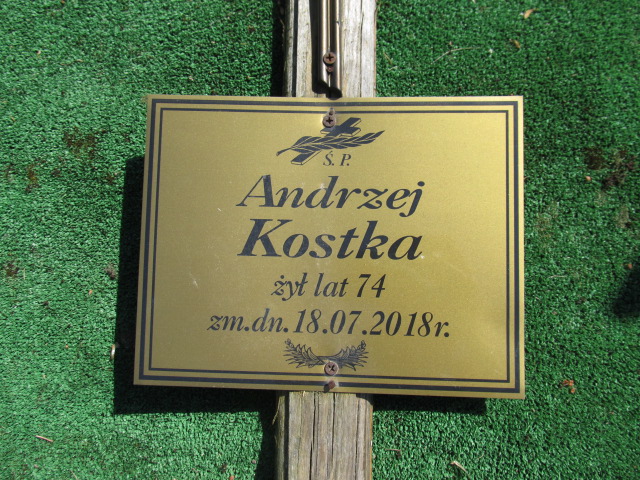 Ś. P.
Andrzej
Kostka
żył lat 74
zm.dn.18.07.2018r.